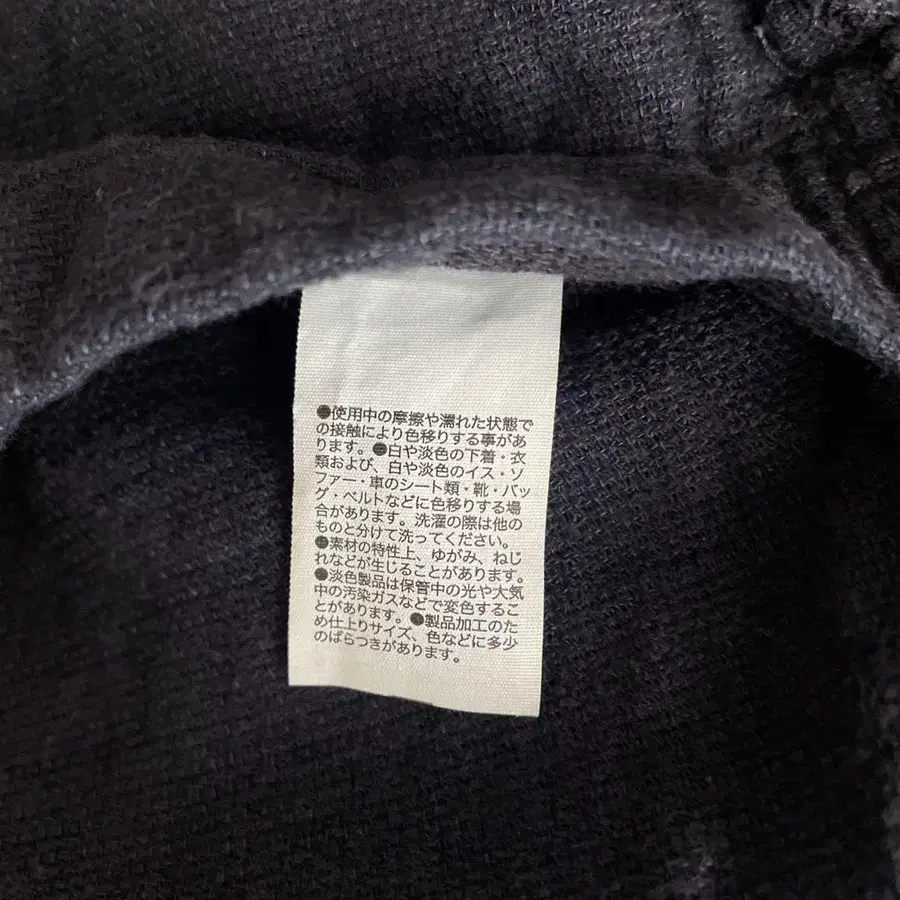 ●使用中の摩擦や濡れた状態で
の接触により色移りする事があ
ります。●白や淡色の下着・衣
類および、白や淡色のイス・ソ
ファー・車のシート類・靴・バッ
グ・ベルトなどに色移りする場
合があります。洗濯の際は他の
ものと分けて洗ってください。
●素材の特性上、ゆがみ、ねじ
れなどが生じることがあります。
●淡色製品は保管中の光や大気
中の汚染ガスなどで変色するこ
とがあります。●製品加工のた
め仕上りサイズ、色などに多少
のばらつきがあります。